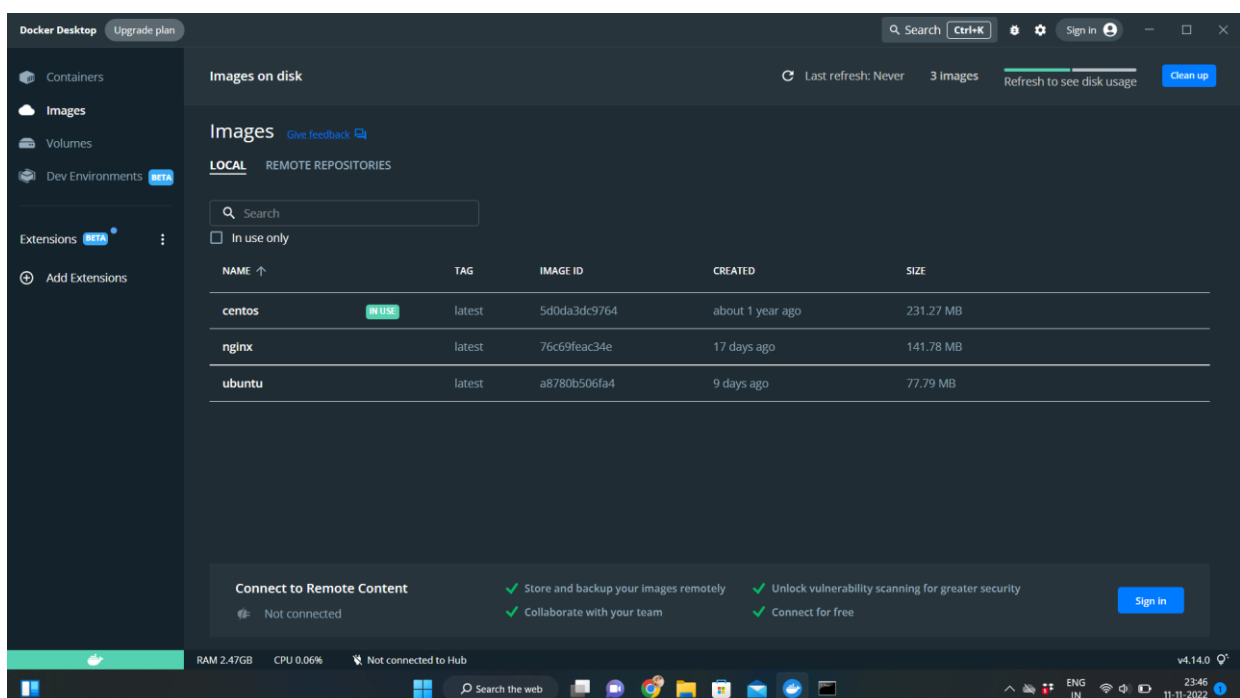 Docker Desktop Upgrade plan Search Ctrl+K Sign in
Containers
Images
Volumes
Dev Environments BETA
Extensions BETA
Add Extensions
Images on disk Last refresh: Never 3 images Refresh to see disk usage Clean up
Images Give feedback
LOCAL REMOTE REPOSITORIES
Search
In use only
NAME TAG IMAGE ID CREATED SIZE
centos IN USE latest 5d0da3dc9764 about 1 year ago 231.27 MB
nginx latest 76c69feac34e 17 days ago 141.78 MB
ubuntu latest a8780b506fa4 9 days ago 77.79 MB
Connect to Remote Content
Not connected
Store and backup your images remotely
Collaborate with your team
Unlock vulnerability scanning for greater security
Connect for free
Sign in
RAM 2.47GB CPU 0.06% Not connected to Hub v4.14.0
Search the web ENG 23:46
IN 11-11-2022 1